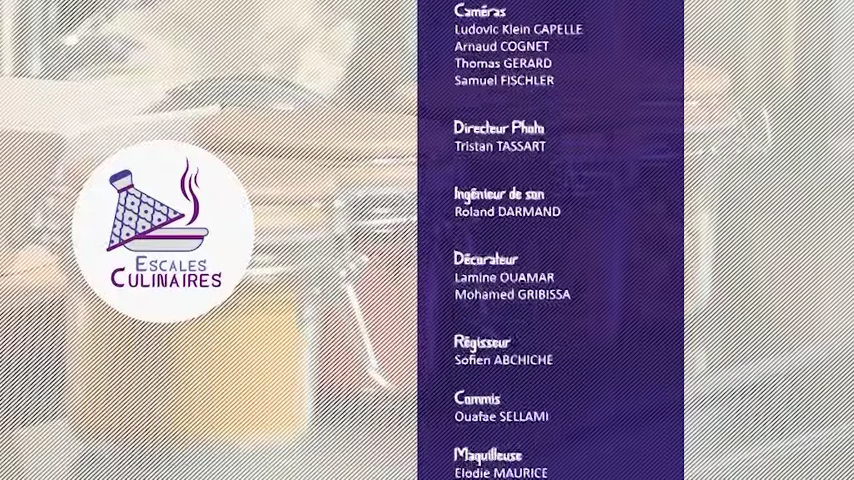 ESCALES
CULINAIRES
Caméras
Ludovic Klein CAPELLE
Arnaud COGNET
Thomas GERARD
Samuel FISCHLER
Directeur Photo
Tristan TASSART
Ingénieur de son
Roland DARMAND
Décorateur
Lamine OUAMAR
Mohamed GRIBISSA
Régisseur
Sofien ABCHICHE
Commis
Ouafae SELLAMI
Maquilleuse
Elodie MAURICE